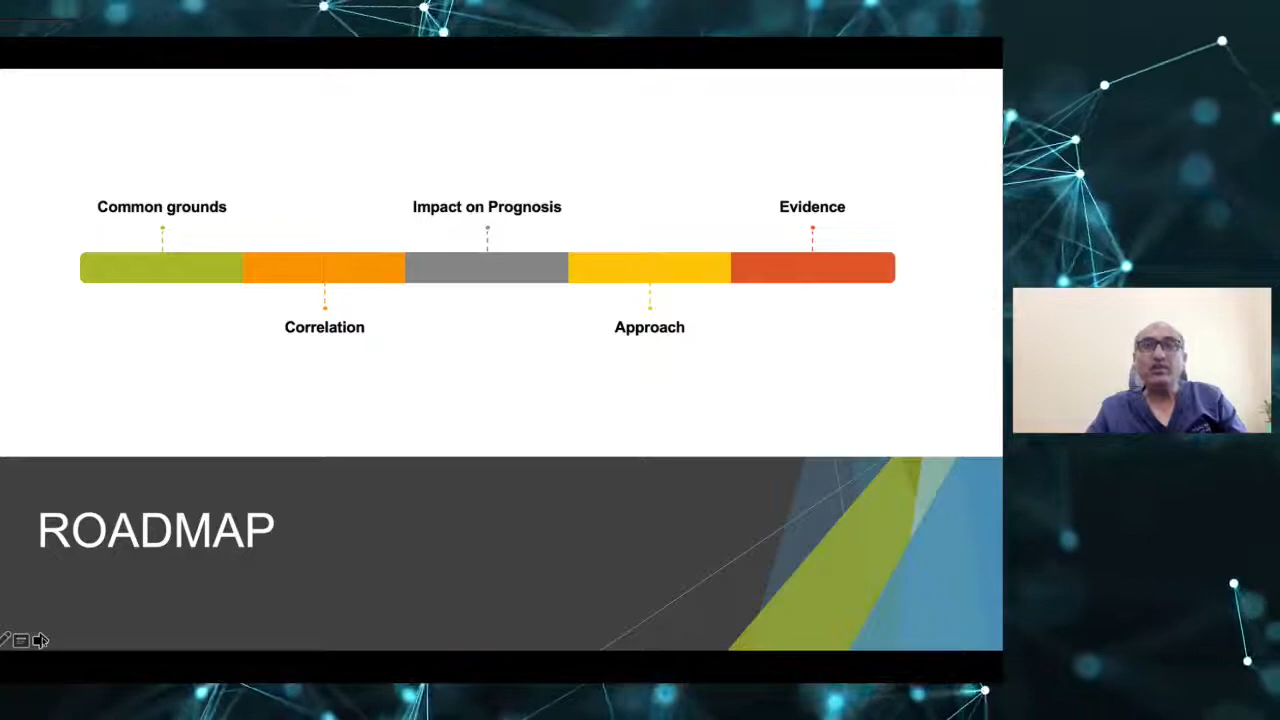 Common grounds
Impact on Prognosis
Evidence
Correlation
Approach
ROADMAP